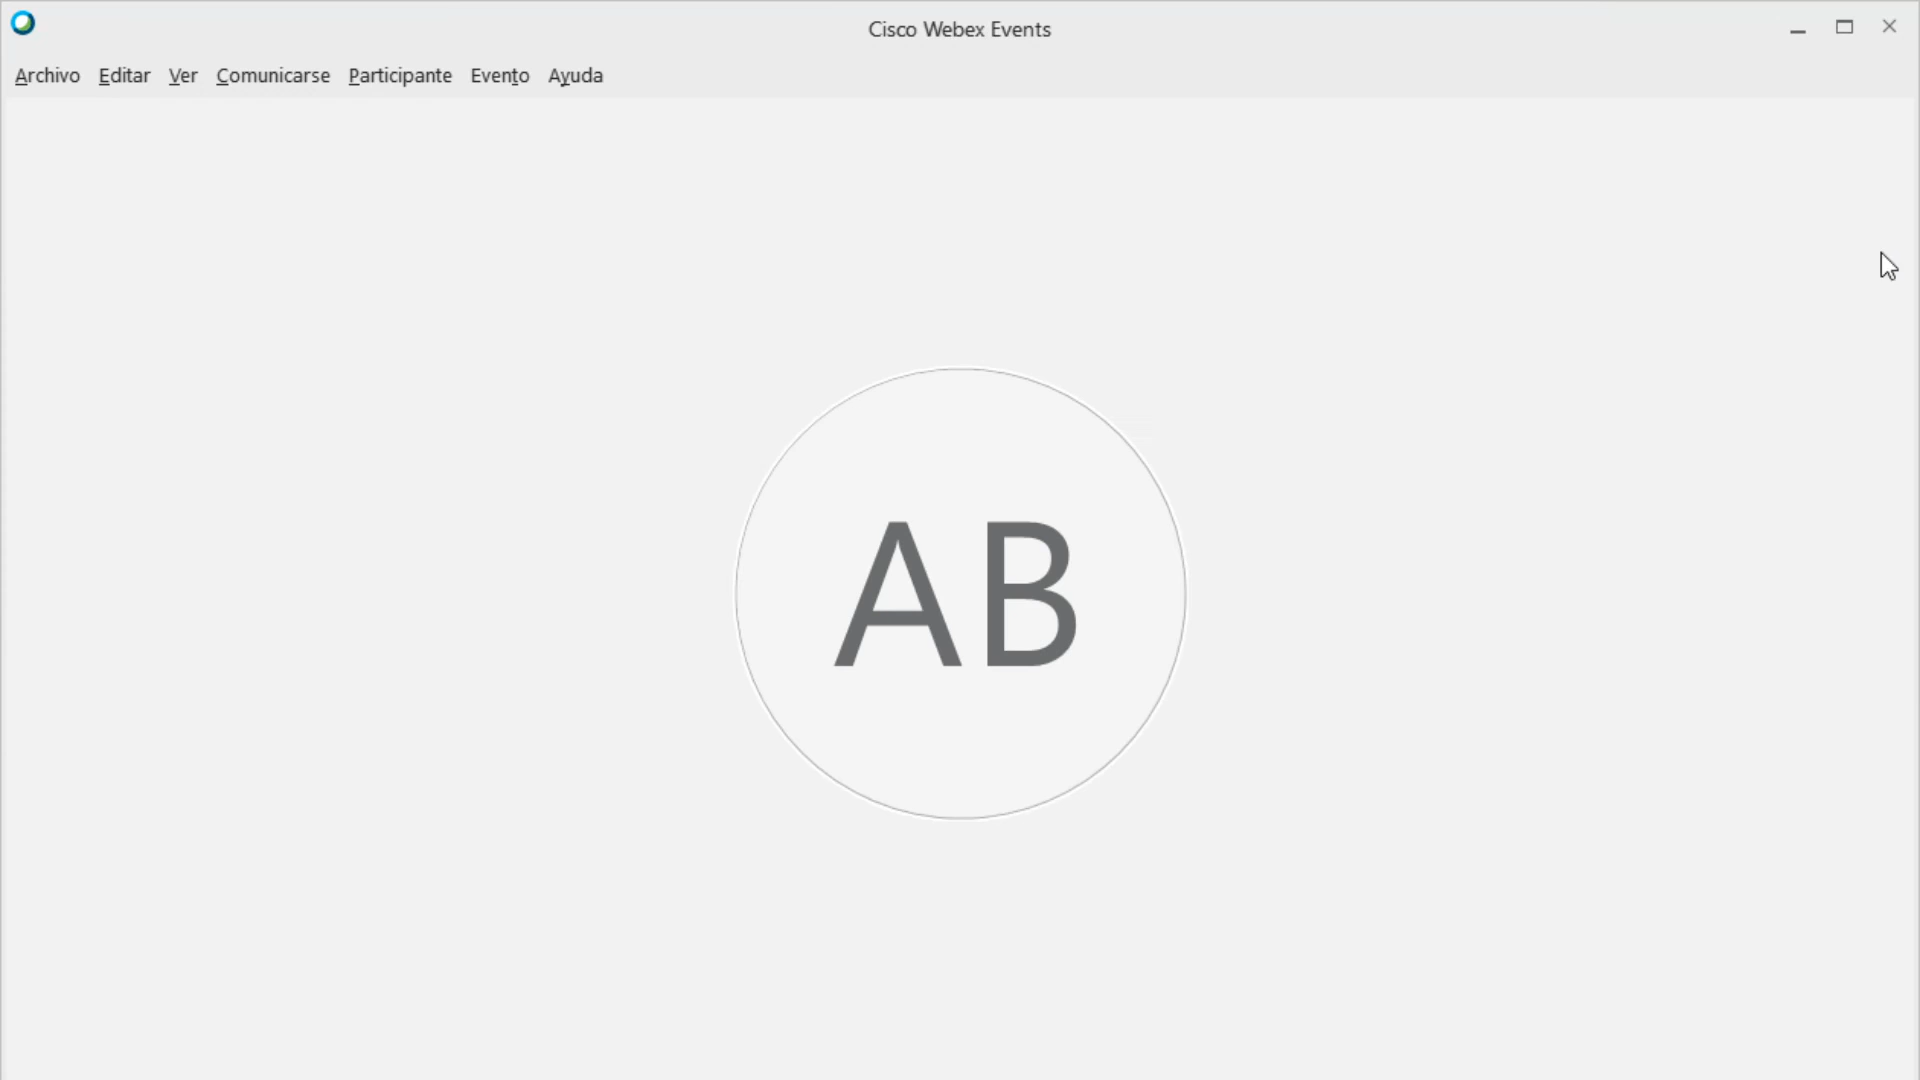 Cisco Webex Events
Archivo Editar Ver Comunicarse Participante Evento Ayuda
AB